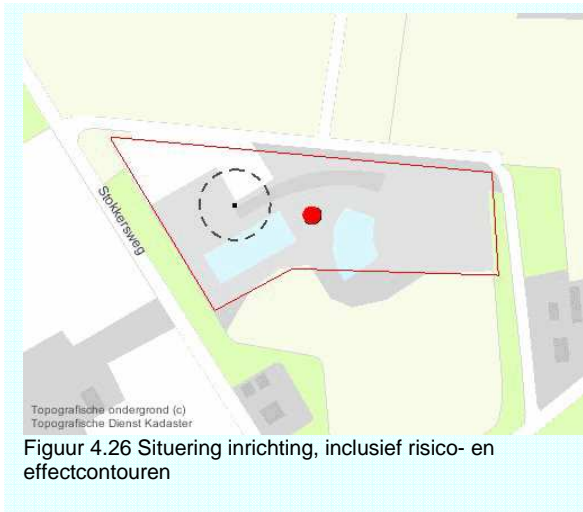 Stokkersweg
Topografische ondergrond (c)
Topografische Dienst Kadaster
Figuur 4.26 Situering inrichting, inclusief risico- en
effectcontouren